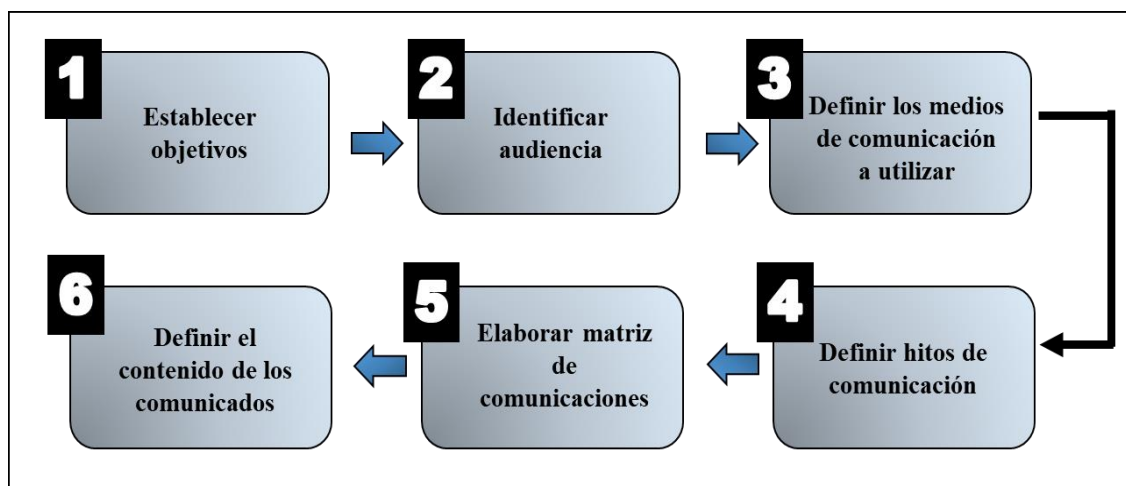 1
Establecer
objetivos
2
Identificar
audiencia
3
Definir los medios
de comunicación
a utilizar
4
Definir hitos de
comunicación
5
Elaborar matriz
de
comunicaciones
6
Definir el
contenido de los
comunicados